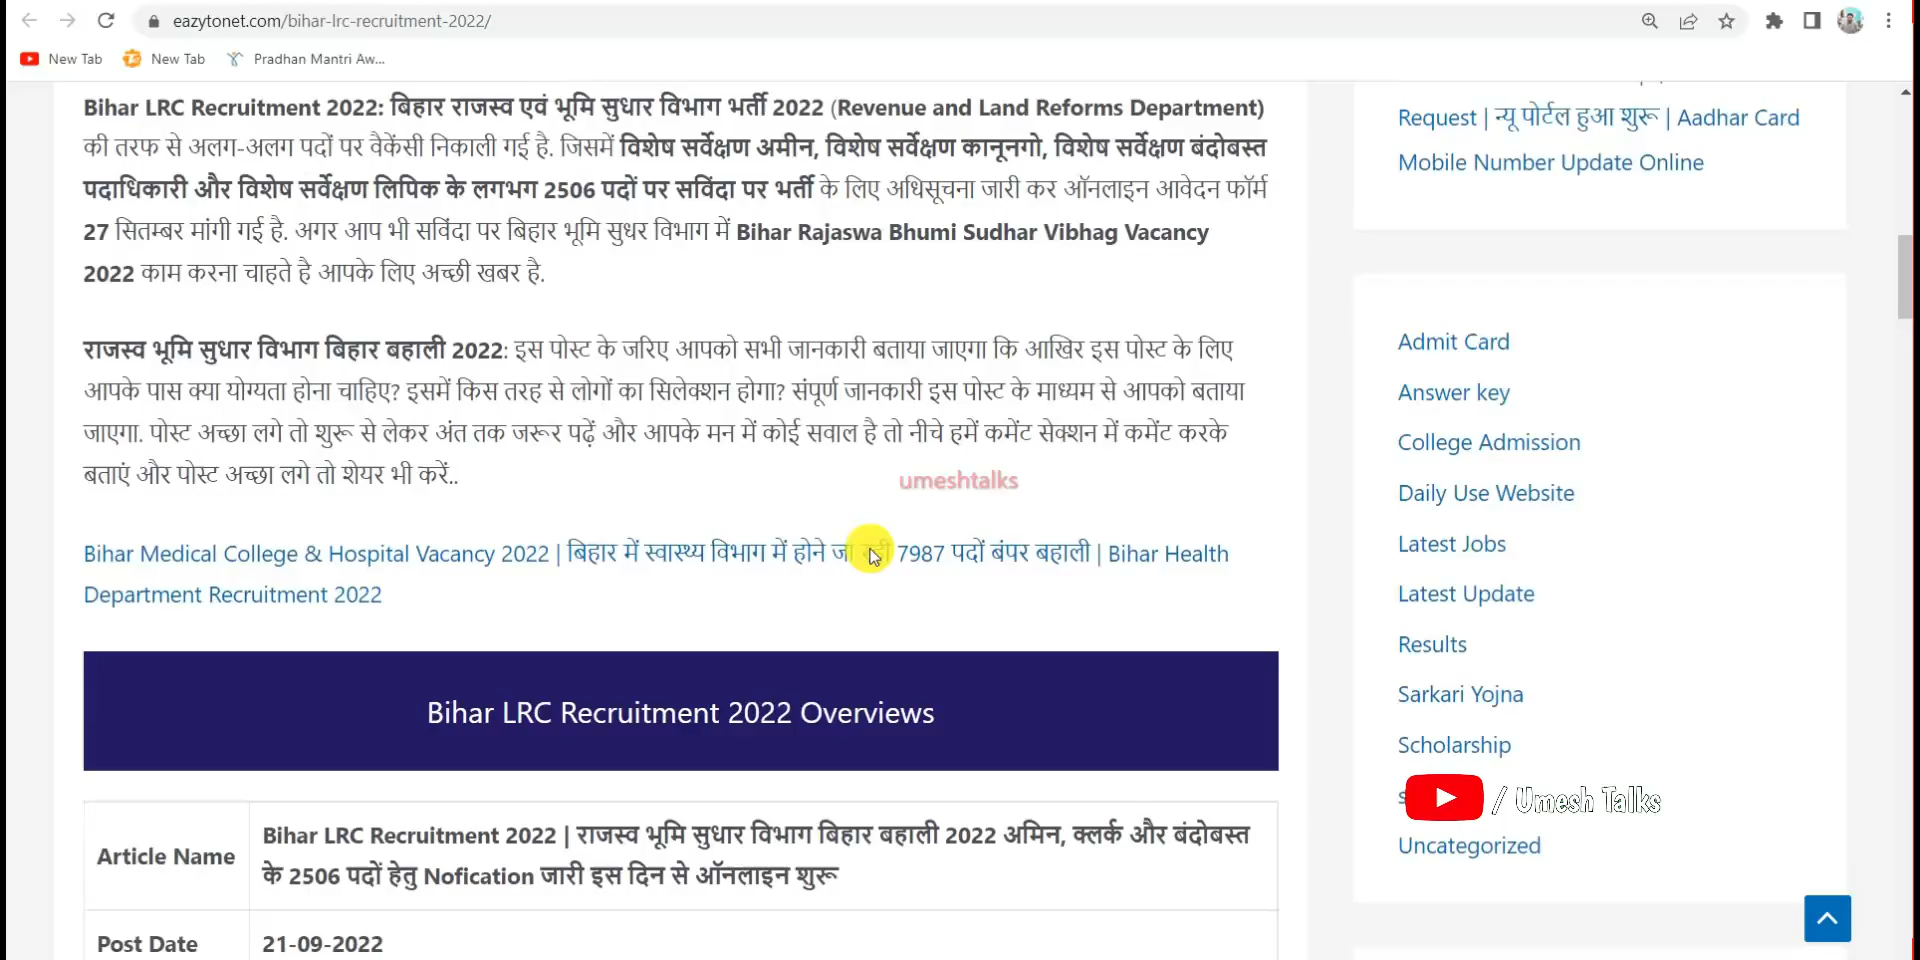 eazytonet.com/bihar-lrc-recruitment-2022/
New Tab
New Tab
Pradhan Mantri Aw...
Bihar LRC Recruitment 2022: बिहार राजस्व एवं भूमि सुधार विभाग भर्ती 2022 (Revenue and Land Reforms Department)
की तरफ से अलग-अलग पदों पर वैकेंसी निकाली गई है. जिसमें विशेष सर्वेक्षण अमीन, विशेष सर्वेक्षण कानूनगो, विशेष सर्वेक्षण बंदोबस्त
पदाधिकारी और विशेष सर्वेक्षण लिपिक के लगभग 2506 पदों पर सविंदा पर भर्ती के लिए अधिसूचना जारी कर ऑनलाइन आवेदन फॉर्म
27 सितम्बर मांगी गई है. अगर आप भी सविंदा पर बिहार भूमि सुधर विभाग में Bihar Rajaswa Bhumi Sudhar Vibhag Vacancy
2022 काम करना चाहते है आपके लिए अच्छी खबर है.
राजस्व भूमि सुधार विभाग बिहार बहाली 2022: इस पोस्ट के जरिए आपको सभी जानकारी बताया जाएगा कि आखिर इस पोस्ट के लिए
आपके पास क्या योग्यता होना चाहिए? इसमें किस तरह से लोगों का सिलेक्शन होगा? संपूर्ण जानकारी इस पोस्ट के माध्यम से आपको बताया
जाएगा. पोस्ट अच्छा लगे तो शुरू से लेकर अंत तक जरूर पढ़ें और आपके मन में कोई सवाल है तो नीचे हमें कमेंट सेक्शन में कमेंट करके
बताएं और पोस्ट अच्छा लगे तो शेयर भी करें..
umeshtalks
Bihar Medical College & Hospital Vacancy 2022 | बिहार में स्वास्थ्य विभाग में होने जा 7987 पदों बंपर बहाली | Bihar Health
Department Recruitment 2022
Bihar LRC Recruitment 2022 Overviews
Article Name
Bihar LRC Recruitment 2022 | राजस्व भूमि सुधार विभाग बिहार बहाली 2022 अमिन, क्लर्क और बंदोबस्त
के 2506 पदों हेतु Nofication जारी इस दिन से ऑनलाइन शुरू
Post Date
21-09-2022
Request | न्यू पोर्टल हुआ शुरू | Aadhar Card
Mobile Number Update Online
Admit Card
Answer key
College Admission
Daily Use Website
Latest Jobs
Latest Update
Results
Sarkari Yojna
Scholarship
/ Umesh Talks
Uncategorized